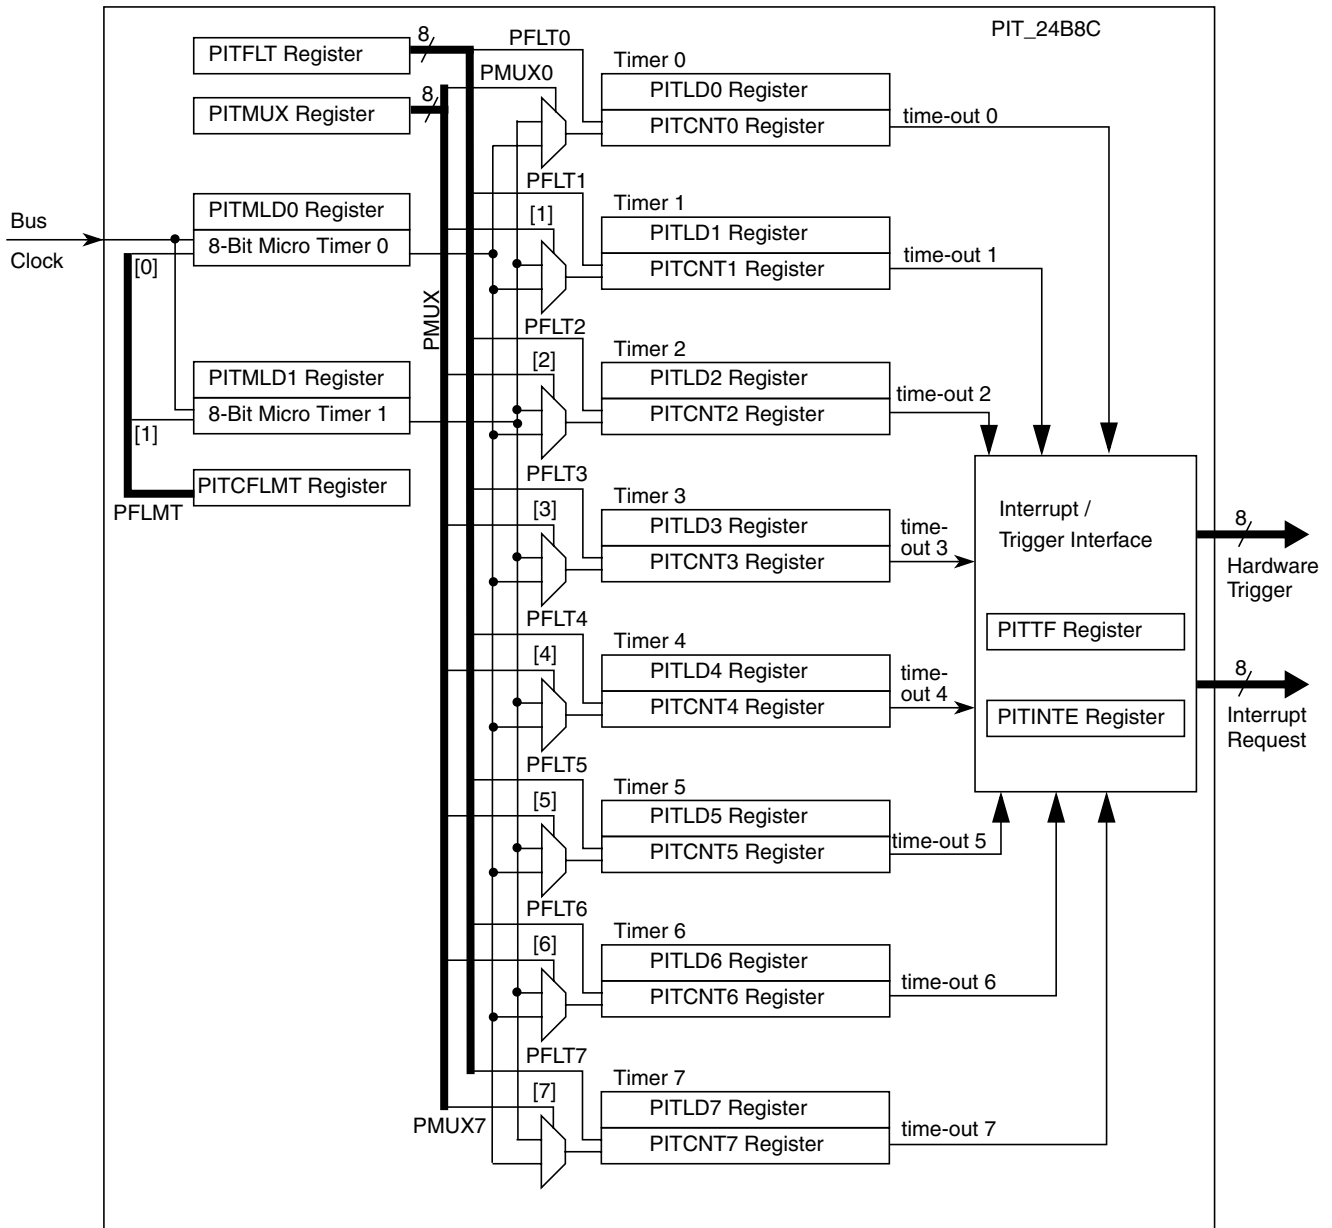 PIT_24B8C
8
PFLT0
PITFLT Register
Timer 0
PMUX0
PITLD0 Register
8
PITMUX Register
PITCNT0 Register
time-out 0
PFLT1
Timer 1
PITMLD0 Register
[1]
Bus
PITLD1 Register
8-Bit Micro Timer 0
time-out 1
Clock
[0]
PITCNT1 Register
PMUX
PFLT2
Timer 2
[2]
PITMLD1 Register
PITLD2 Register
time-out 2
8-Bit Micro Timer 1
PITCNT2 Register
[1]
PFLT3
PITCFLMT Register
Timer 3
PFLMT
[3]
Interrupt /
8
PITLD3 Register
time-
Trigger Interface
out 3
PITCNT3 Register
Hardware
Trigger
PFLT4
PITTF Register
Timer 4
[4]
8
PITLD4 Register
time-
out 4
PITCNT4 Register
PITINTE Register
Interrupt
Request
PFLT5
Timer 5
[5]
PITLD5 Register
time-out 5
PITCNT5 Register
PFLT6
Timer 6
[6]
PITLD6 Register
time-out 6
PITCNT6 Register
PFLT7
Timer 7
[7]
PITLD7 Register
PMUX7
time-out 7
PITCNT7 Register